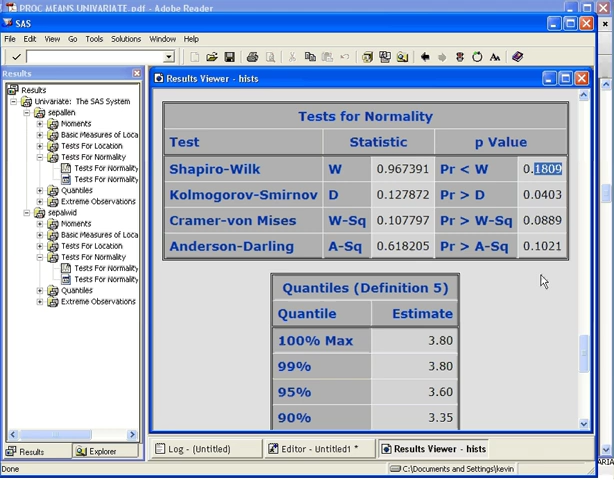 PROC MEANS UNIVARIATE.pdf - Adobe Reader
SAS
File Edit View Go Tools Solutions Window Help
Results
Results Viewer - hists
Results
Univariate: The SAS System
sepallen
Moments
Basic Measures of Loca
Tests For Location
Tests For Normality
Tests For Normality
Tests For Normality
Quantiles
Extreme Observations
sepalwid
Moments
Basic Measures of Loca
Tests For Location
Tests For Normality
Tests For Normality
Tests For Normality
Quantiles
Extreme Observations
Tests for Normality
Test Statistic p Value
Shapiro-Wilk W 0.967391 Pr < W 0.1809
Kolmogorov-Smirnov D 0.127872 Pr > D 0.0403
Cramer-von Mises W-Sq 0.107797 Pr > W-Sq 0.0889
Anderson-Darling A-Sq 0.618205 Pr > A-Sq 0.1021
Quantiles (Definition 5)
Quantile Estimate
100% Max 3.80
99% 3.80
95% 3.60
90% 3.35
Results Explorer
Log - (Untitled) Editor - Untitled1 * Results Viewer - hists
Done C:\Documents and Settings\kevin